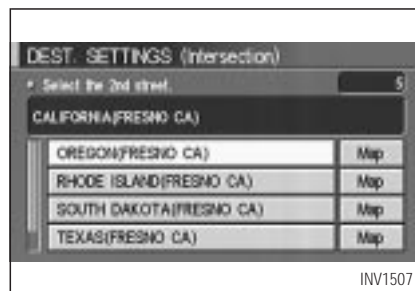 DEST. SETTINGS (Intersection)
Select the 2nd street. 5
CALIFORNIA(FRESNO CA)
OREGON(FRESNO CA) Map
RHODE ISLAND(FRESNO CA) Map
SOUTH DAKOTA(FRESNO CA) Map
TEXAS(FRESNO CA) Map
INV1507